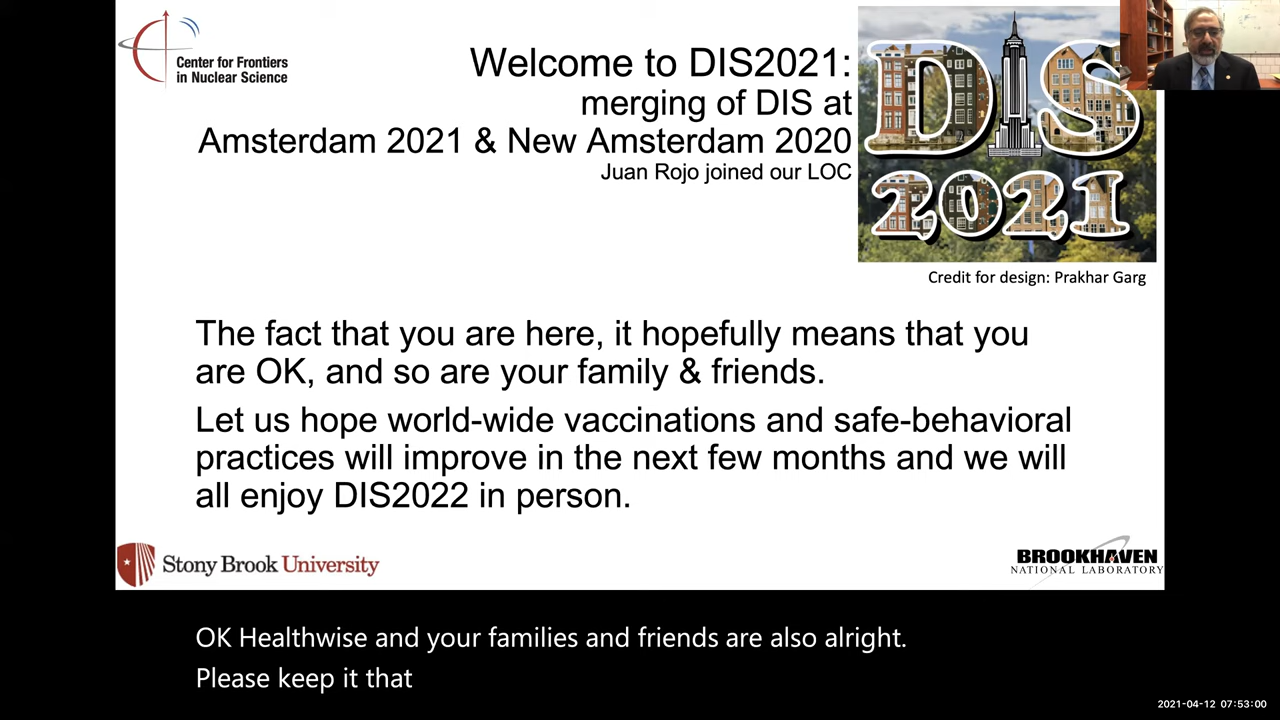 Center for Frontiers
in Nuclear Science
Welcome to DIS2021:
merging of DIS at
Amsterdam 2021 & New Amsterdam 2020
Juan Rojo joined our LOC
DIS
2021
Credit for design: Prakhar Garg
The fact that you are here, it hopefully means that you
are OK, and so are your family & friends.
Let us hope world-wide vaccinations and safe-behavioral
practices will improve in the next few months and we will
all enjoy DIS2022 in person.
Stony Brook University
BROOKHAVEN
NATIONAL LABORATORY
OK Healthwise and your families and friends are also alright.
Please keep it that
2021-04-12 07:53:00